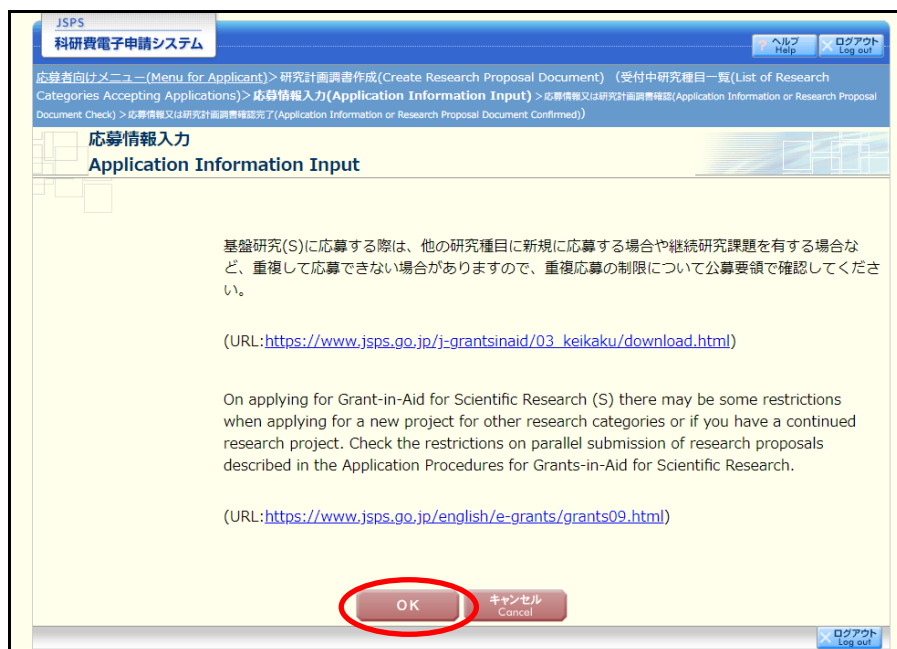 JSPS
科研費電子申請システム
? ヘルプ
Help
ログアウト
Log out
応募者向けメニュー(Menu for Applicant)> 研究計画調書作成(Create Research Proposal Document) (受付中研究種目一覧(List of Research
Categories Accepting Applications)> 応募情報入力(Application Information Input) > 応募情報又は研究計画調書確認(Application Information or Research Proposal
Document Check) > 応募情報又は研究計画調書確認完了(Application Information or Research Proposal Document Confirmed))
応募情報入力
Application Information Input
基盤研究(S)に応募する際は、他の研究種目に新規に応募する場合や継続研究課題を有する場合な
ど、重複して応募できない場合がありますので、重複応募の制限について公募要領で確認してくださ
い。
(URL:https://www.jsps.go.jp/j-grantsinaid/03_keikaku/download.html)
On applying for Grant-in-Aid for Scientific Research (S) there may be some restrictions
when applying for a new project for other research categories or if you have a continued
research project. Check the restrictions on parallel submission of research proposals
described in the Application Procedures for Grants-in-Aid for Scientific Research.
(URL:https://www.jsps.go.jp/english/e-grants/grants09.html)
OK
キャンセル
Cancel
ログアウト
Log out